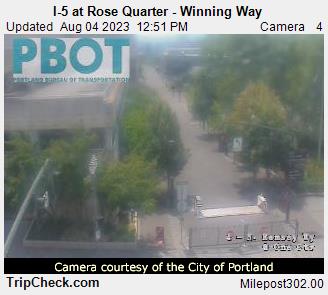 I-5 at Rose Quarter - Winning Way
Updated Aug 04 2023 12:51 PM Camera 4
PBOT
PORTLAND BUREAU OF TRANSPORTATION
Camera courtesy of the City of Portland
TripCheck.com Milepost302.00